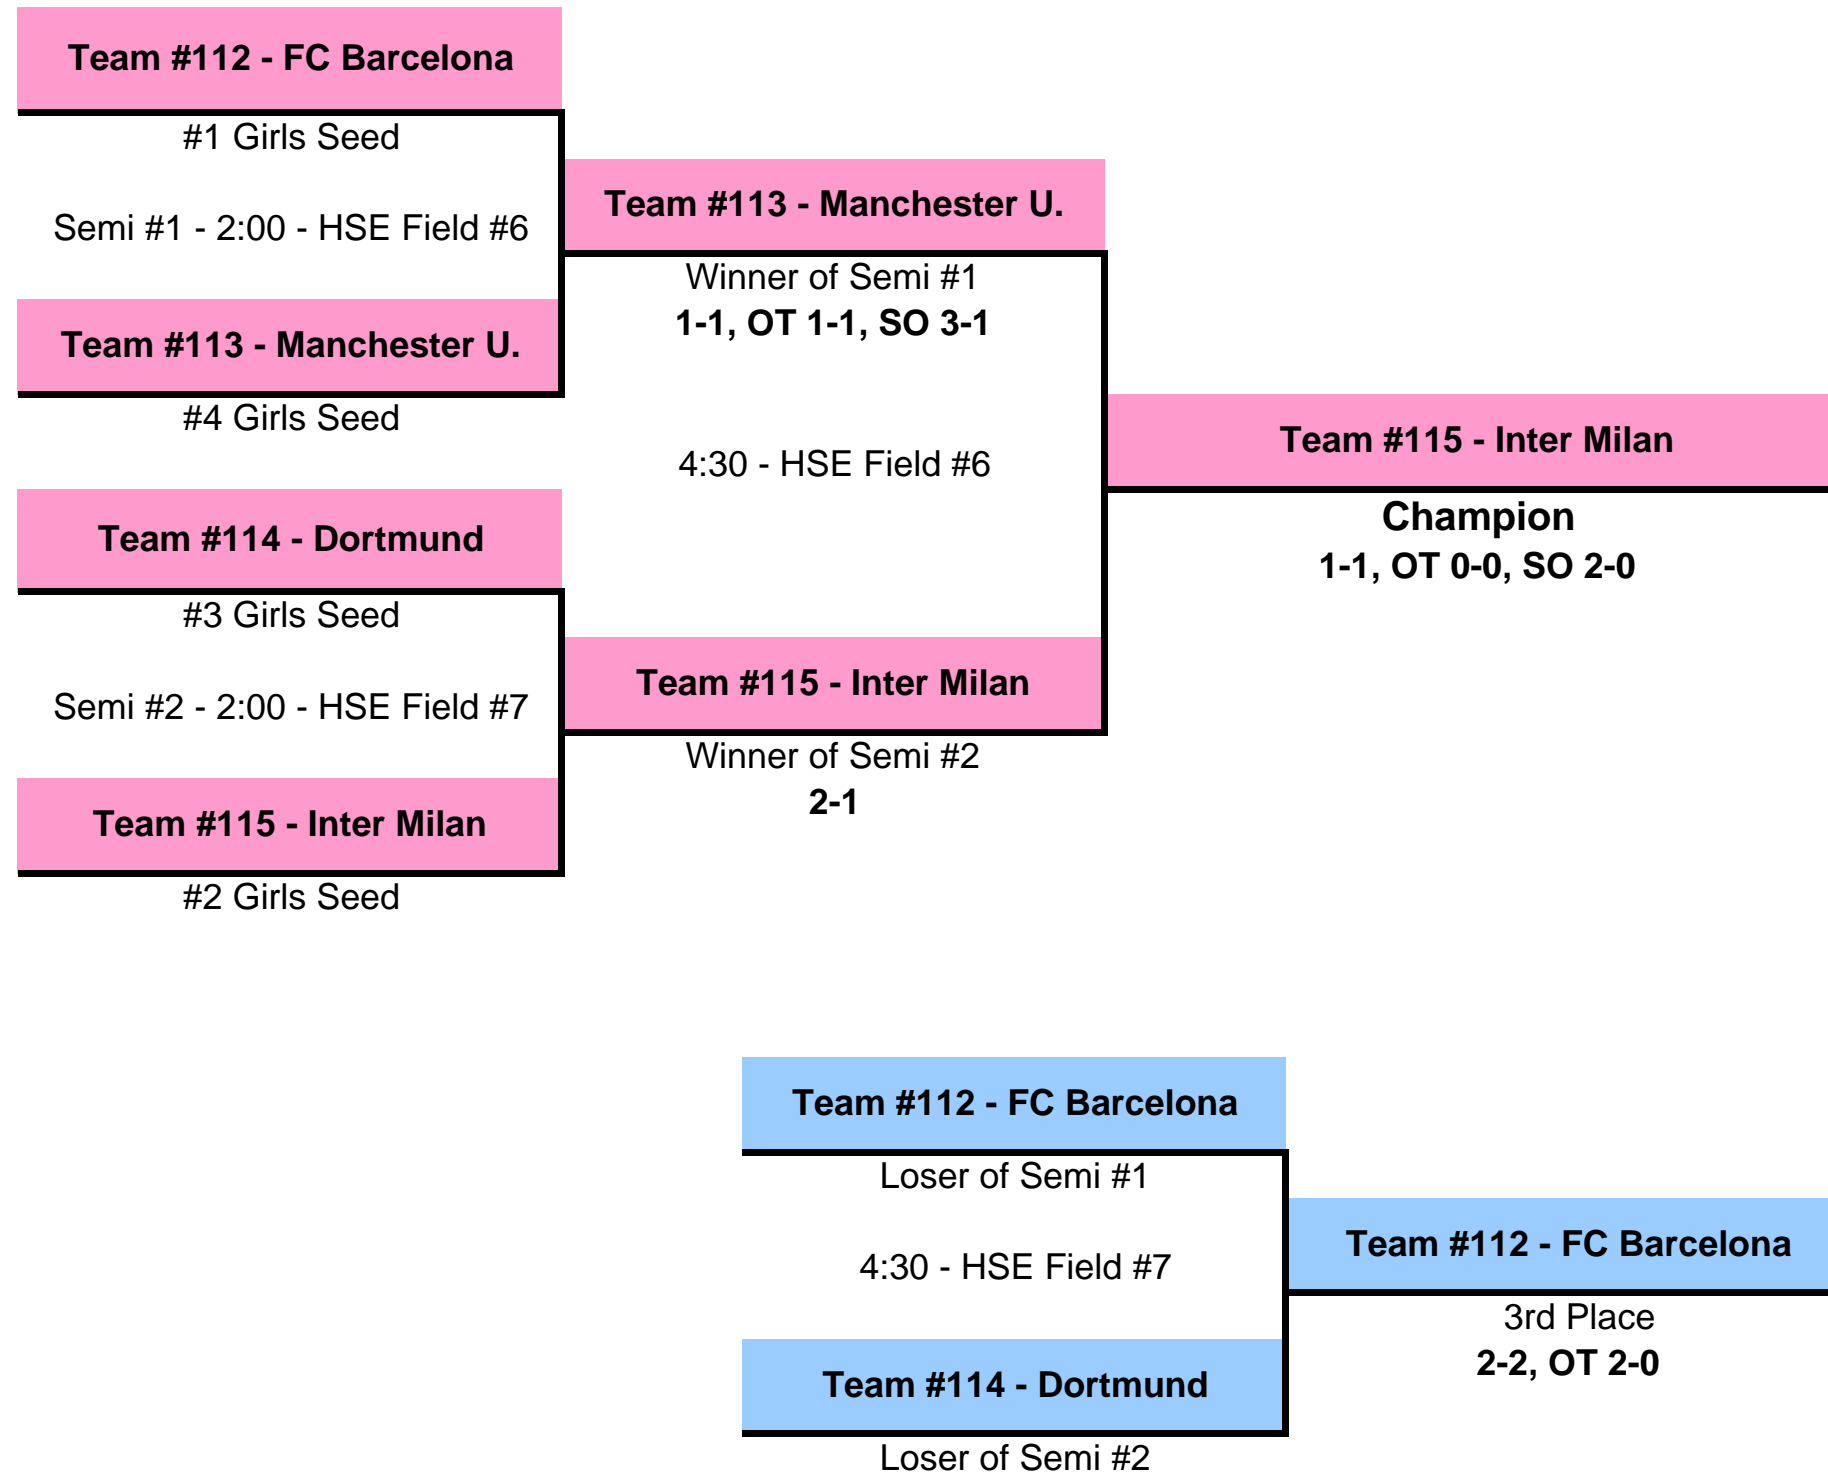 Team #112 - FC Barcelona
#1 Girls Seed
Semi #1 - 2:00 - HSE Field #6
Team #113 - Manchester U.
#4 Girls Seed
Team #113 - Manchester U.
Winner of Semi #1
1-1, OT 1-1, SO 3-1
4:30 - HSE Field #6
Team #114 - Dortmund
#3 Girls Seed
Semi #2 - 2:00 - HSE Field #7
Team #115 - Inter Milan
#2 Girls Seed
Team #115 - Inter Milan
Winner of Semi #2
2-1
Team #115 - Inter Milan
Champion
1-1, OT 0-0, SO 2-0
Team #112 - FC Barcelona
Loser of Semi #1
4:30 - HSE Field #7
Team #114 - Dortmund
Loser of Semi #2
Team #112 - FC Barcelona
3rd Place
2-2, OT 2-0